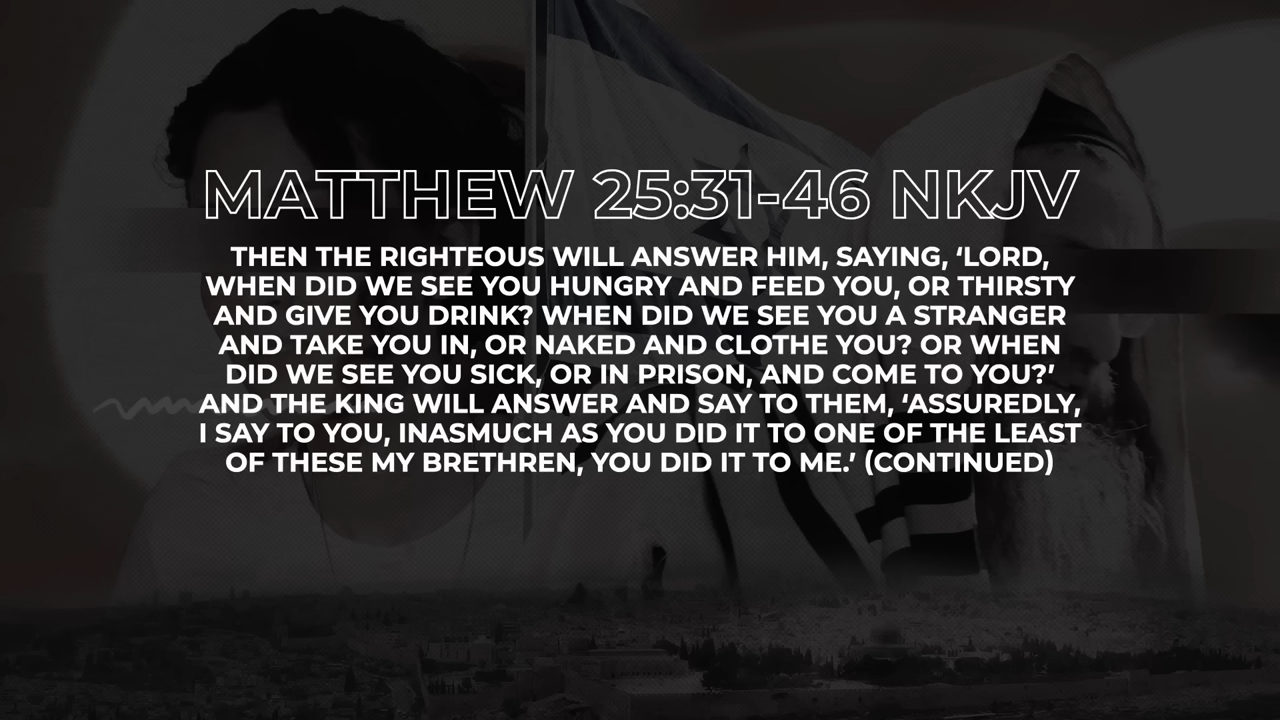 MATTHEW 25:31-46 NKJV
THEN THE RIGHTEOUS WILL ANSWER HIM, SAYING, ‘LORD,
WHEN DID WE SEE YOU HUNGRY AND FEED YOU, OR THIRSTY
AND GIVE YOU DRINK? WHEN DID WE SEE YOU A STRANGER
AND TAKE YOU IN, OR NAKED AND CLOTHE YOU? OR WHEN
DID WE SEE YOU SICK, OR IN PRISON, AND COME TO YOU?’
AND THE KING WILL ANSWER AND SAY TO THEM, ‘ASSUREDLY,
I SAY TO YOU, INASMUCH AS YOU DID IT TO ONE OF THE LEAST
OF THESE MY BRETHREN, YOU DID IT TO ME.’ (CONTINUED)